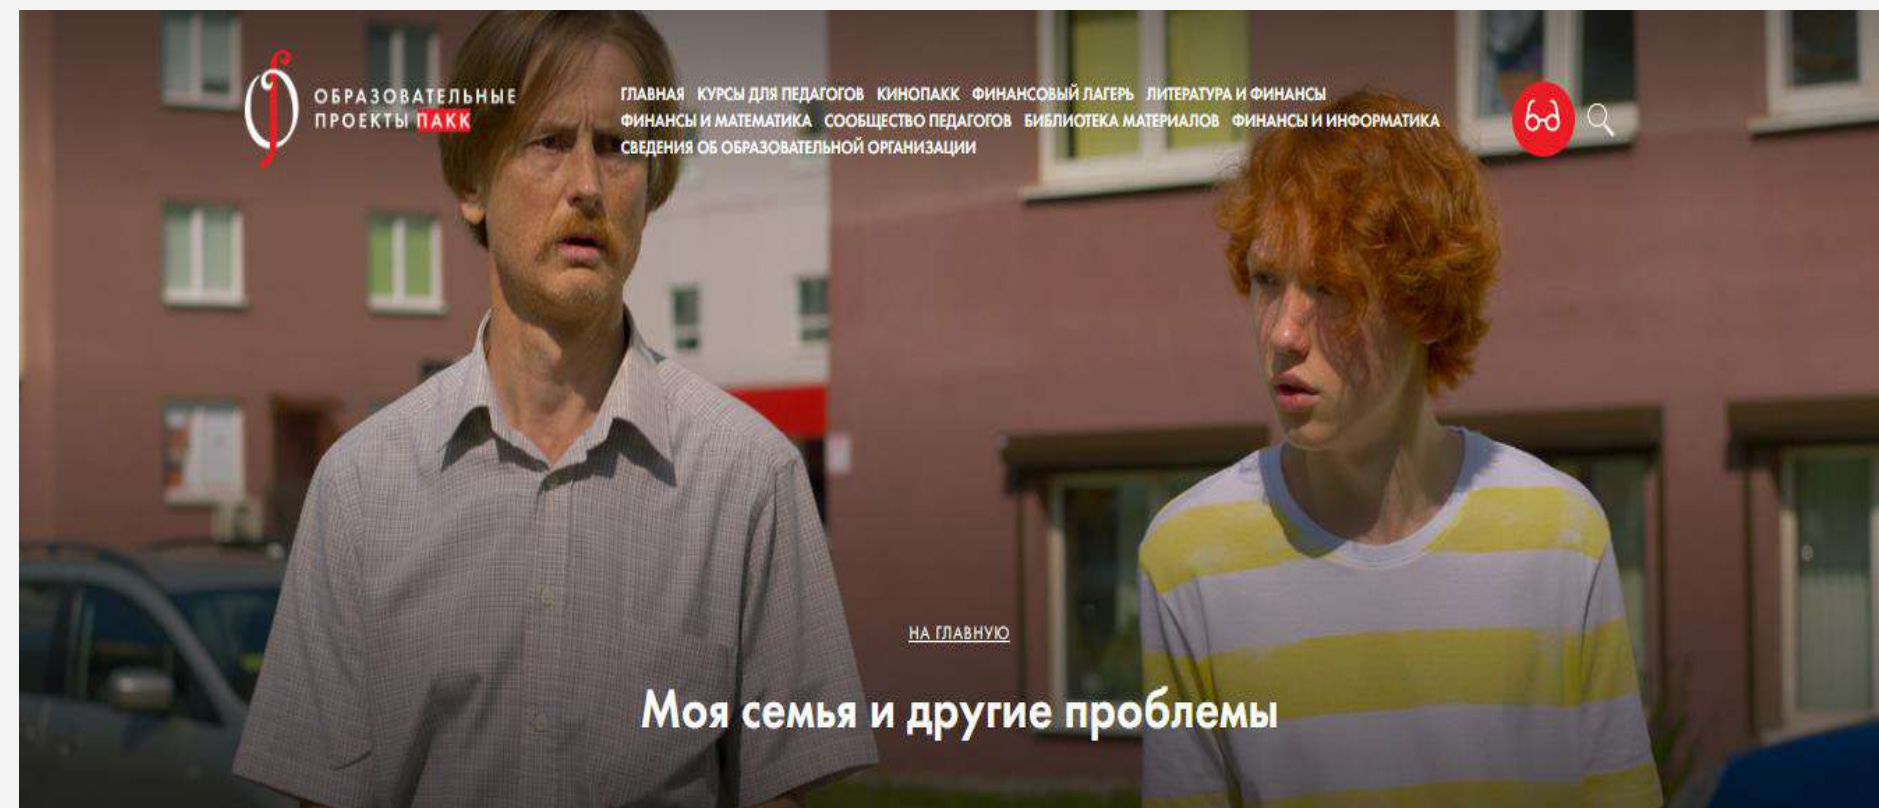 ОБРАЗОВАТЕЛЬНЫЕ
ПРОЕКТЫ ПАКК
ГЛАВНАЯ КУРСЫ ДЛЯ ПЕДАГОГОВ КИНОПАКК ФИНАНСОВЫЙ ЛАГЕРЬ ЛИТЕРАТУРА И ФИНАНСЫ
ФИНАНСЫ И МАТЕМАТИКА СООБЩЕСТВО ПЕДАГОГОВ БИБЛИОТЕКА МАТЕРИАЛОВ ФИНАНСЫ И ИНФОРМАТИКА
СВЕДЕНИЯ ОБ ОБРАЗОВАТЕЛЬНОЙ ОРГАНИЗАЦИИ
НА ГЛАВНУЮ
Моя семья и другие проблемы